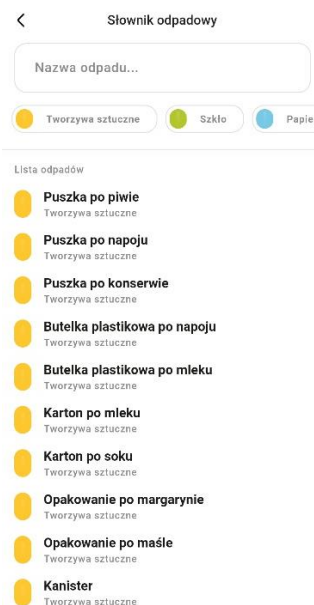 Słownik odpadowy
Nazwa odpadu...
Tworzywa sztuczne Szkło Papie
Lista odpadów
Puszka po piwie
Tworzywa sztuczne
Puszka po napoju
Tworzywa sztuczne
Puszka po konserwie
Tworzywa sztuczne
Butelka plastikowa po napoju
Tworzywa sztuczne
Butelka plastikowa po mleku
Tworzywa sztuczne
Karton po mleku
Tworzywa sztuczne
Karton po soku
Tworzywa sztuczne
Opakowanie po margarynie
Tworzywa sztuczne
Opakowanie po maśle
Tworzywa sztuczne
Kanister
Tworzywa sztuczne